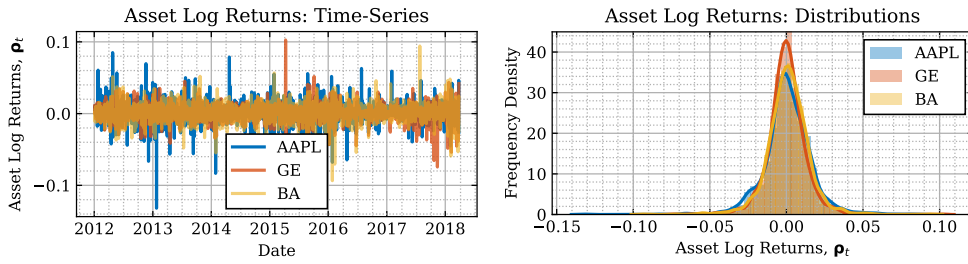 Asset Log Returns: Time-Series
Asset Log Returns, ρt
0.1
0.0
−0.1
AAPL
GE
BA
2012 2013 2014 2015 2016 2017 2018
Date
Asset Log Returns: Distributions
Frequency Density
40
30
20
10
0
AAPL
GE
BA
−0.15 −0.10 −0.05 0.00 0.05 0.10
Asset Log Returns, ρt